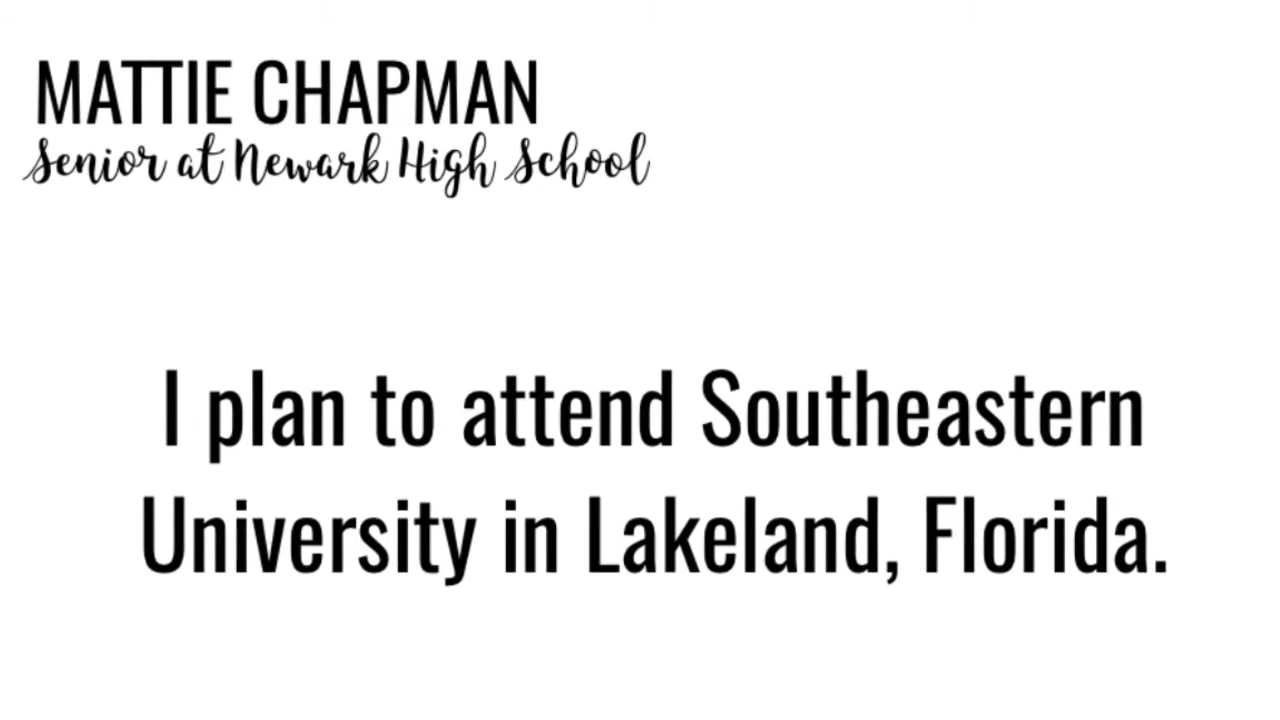 MATTIE CHAPMAN
Senior at Newark High School
I plan to attend Southeastern
University in Lakeland, Florida.